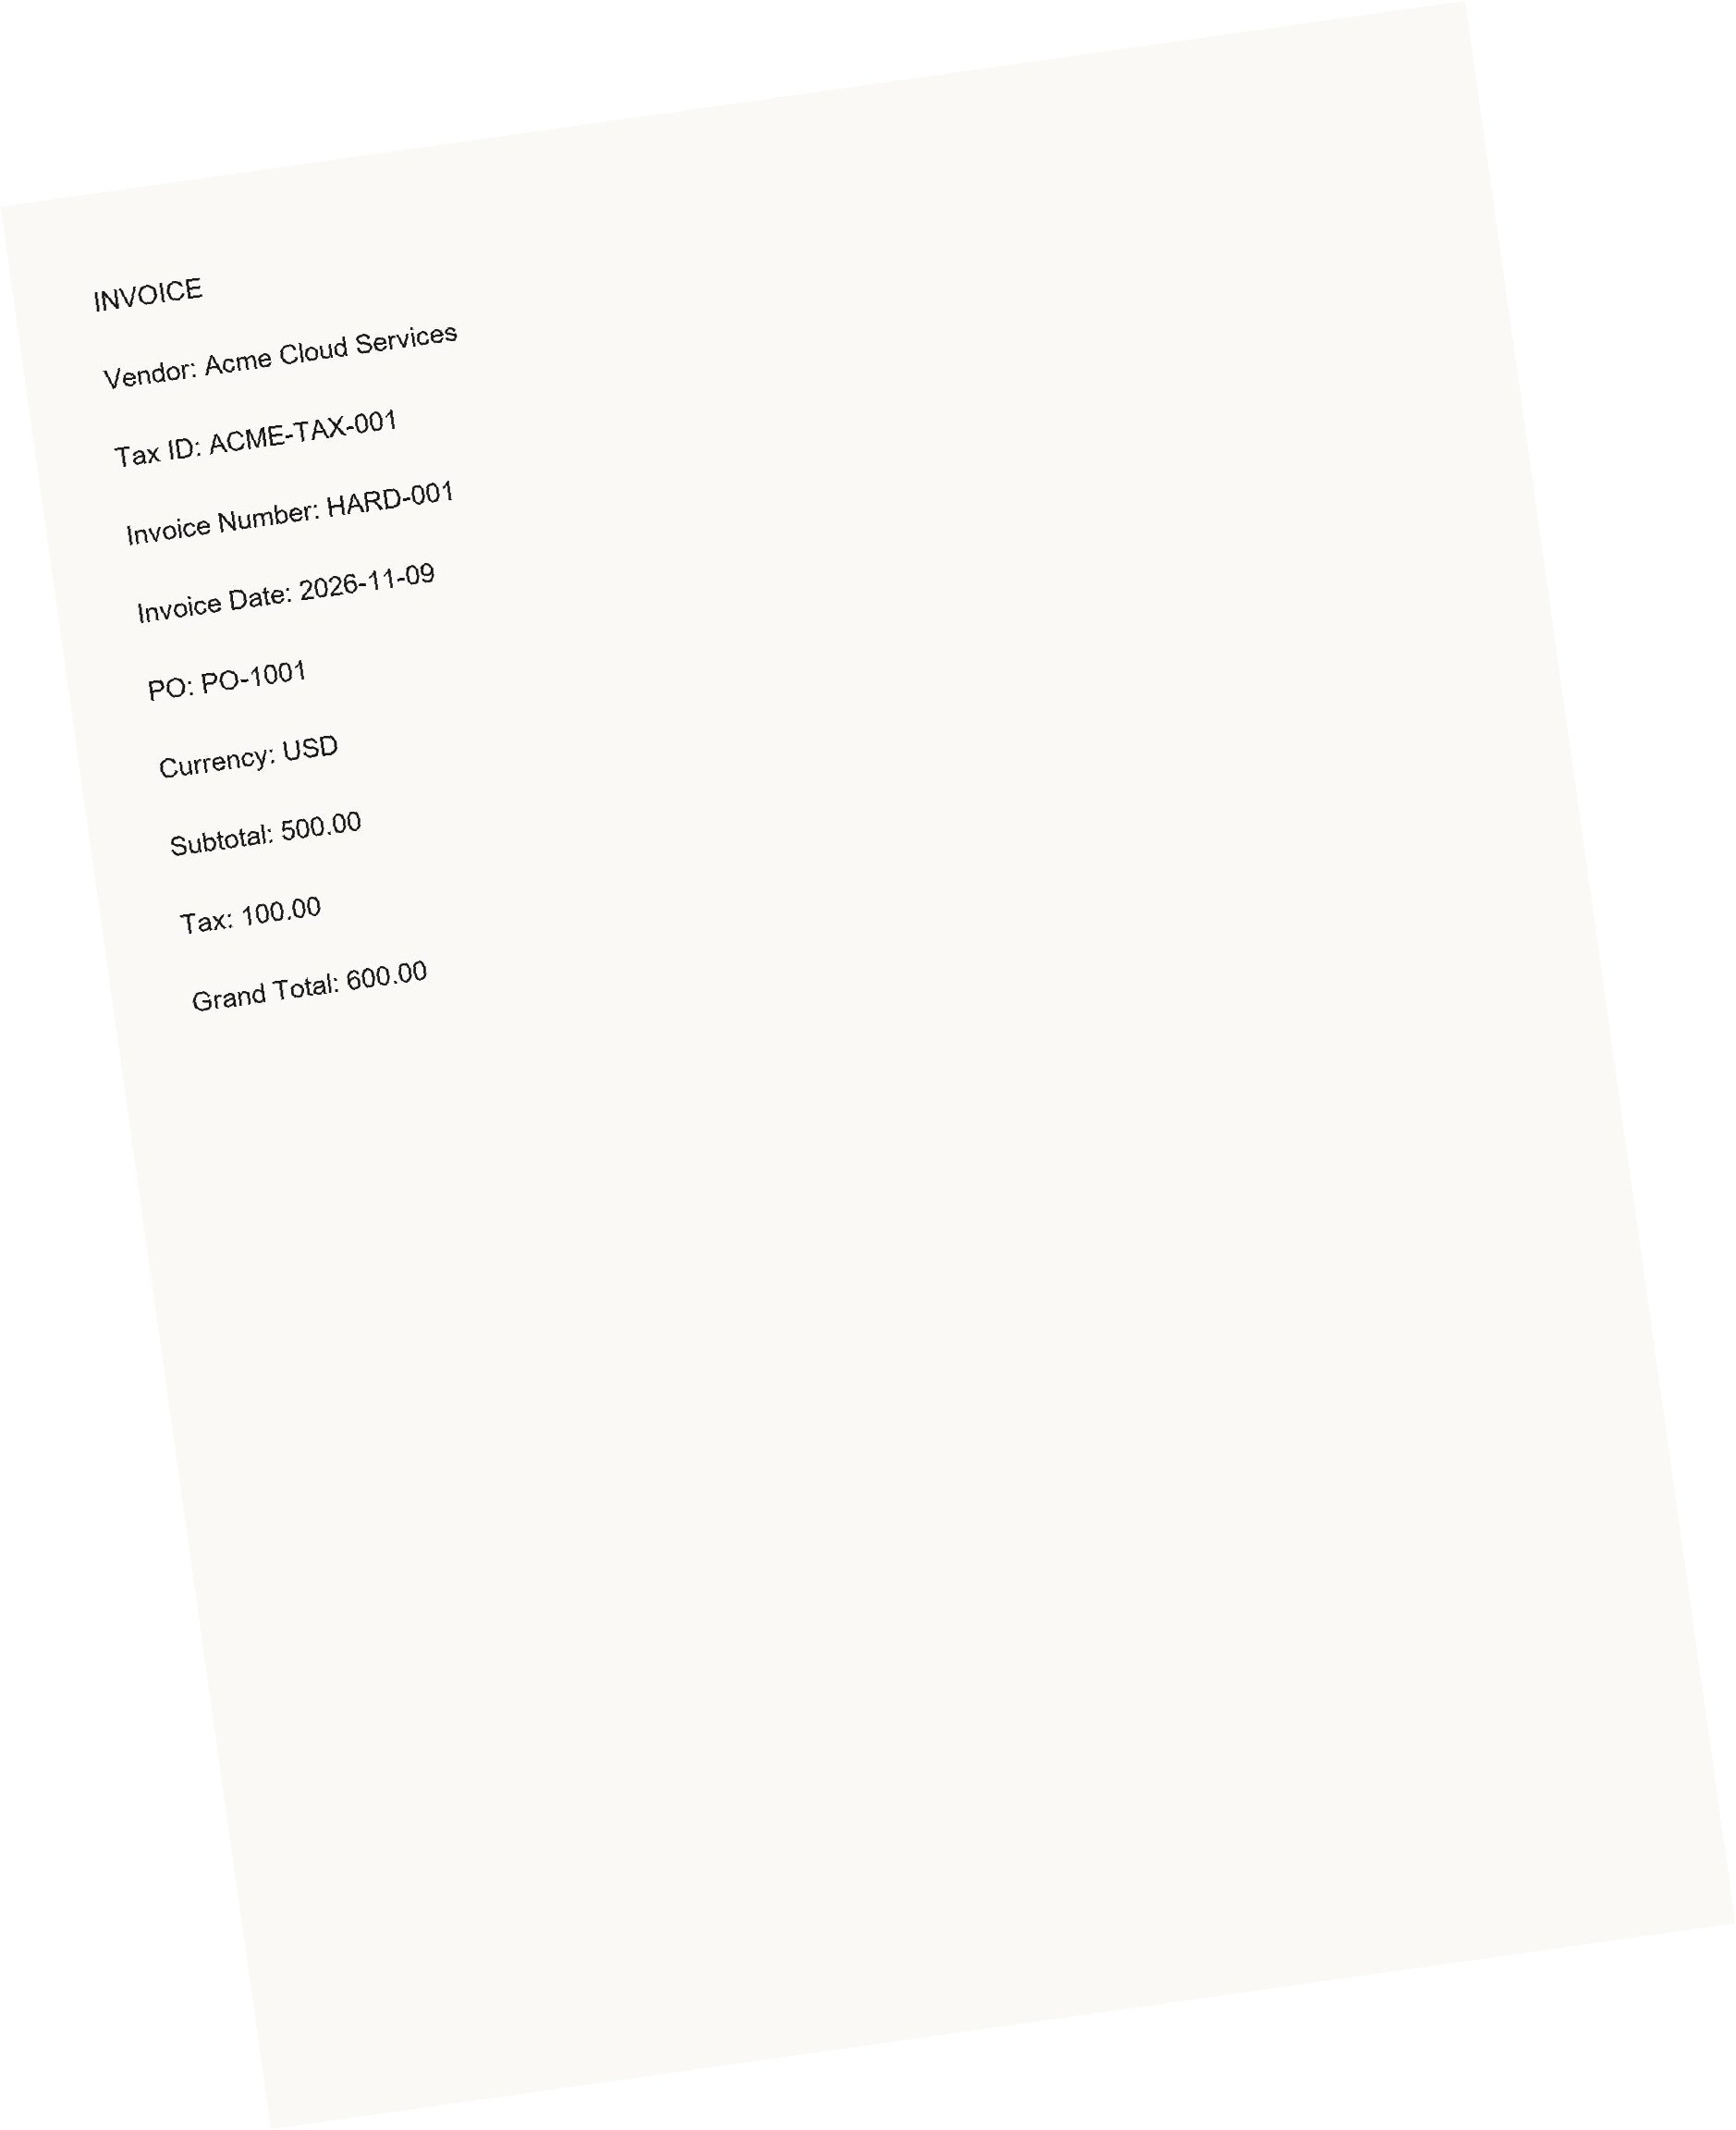 INVOICE
Vendor: Acme Cloud Services
Tax ID: ACME-TAX-001
Invoice Number: HARD-001
Invoice Date: 2026-11-09
PO: PO-1001
Currency: USD
Subtotal: 500.00
Tax: 100.00
Grand Total: 600.00